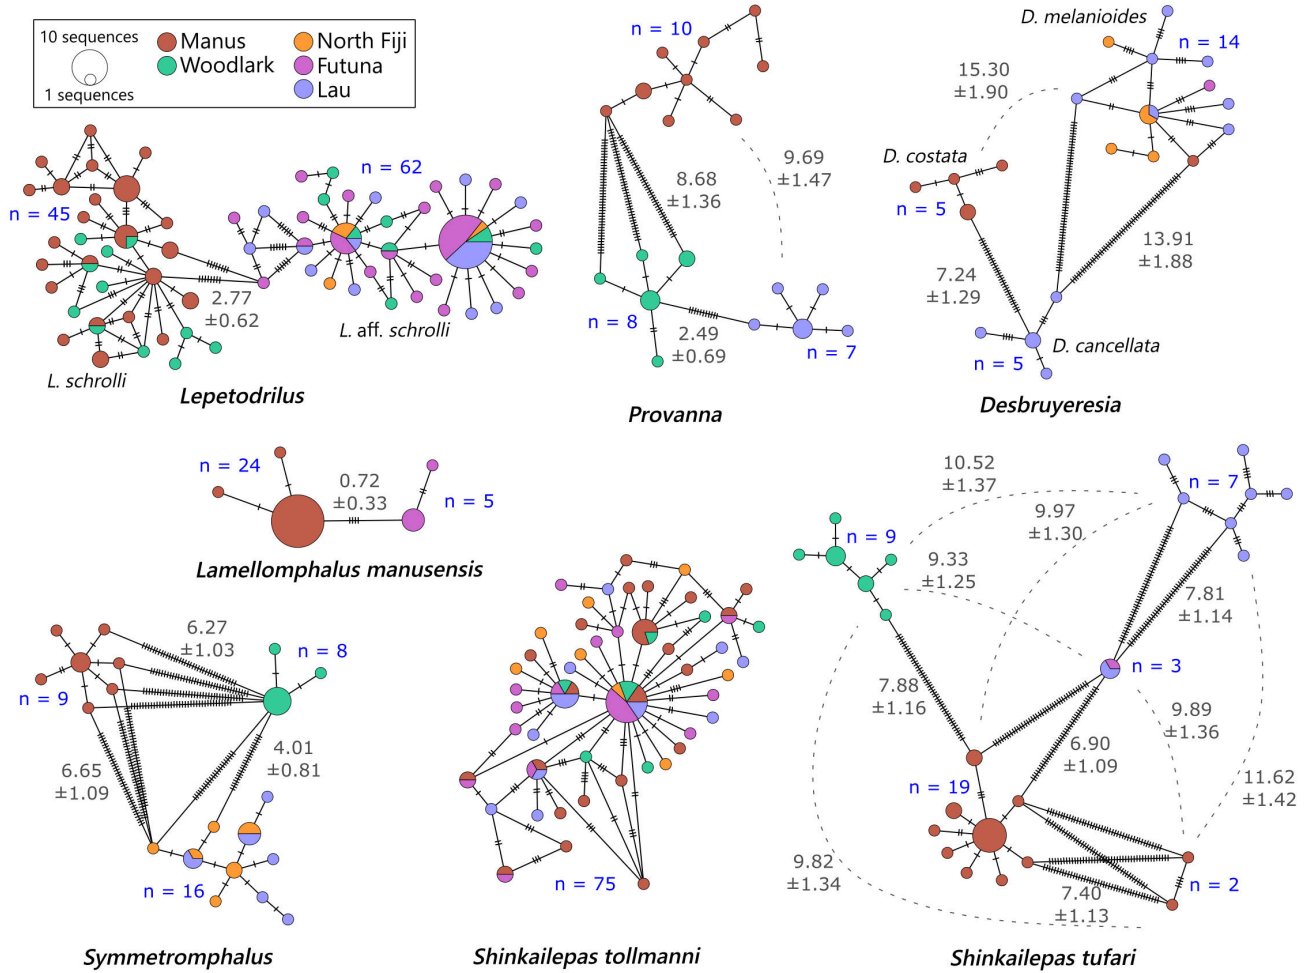 10 sequences
1 sequences
Manus
Woodlark
North Fiji
Futuna
Lau
n = 45
n = 62
2.77
±0.62
L. schrolli
L. aff. schrolli
Lepetodrilus
n = 10
8.68
±1.36
9.69
±1.47
n = 8
2.49
±0.69
n = 7
Provanna
D. melanioides
n = 14
15.30
±1.90
D. costata
n = 5
7.24
±1.29
13.91
±1.88
n = 5
D. cancellata
Desbruyeresia
n = 24
0.72
±0.33
n = 5
Lamellomphalus manusensis
6.27
±1.03
n = 8
n = 9
4.01
±0.81
6.65
±1.09
n = 16
Symmetromphalus
n = 75
Shinkailepas tollmanni
10.52
±1.37
n = 7
n = 9
9.97
±1.30
9.33
±1.25
7.81
±1.14
n = 3
7.88
±1.16
9.89
±1.36
6.90
±1.09
n = 19
11.62
±1.42
9.82
±1.34
7.40
±1.13
n = 2
Shinkailepas tufari